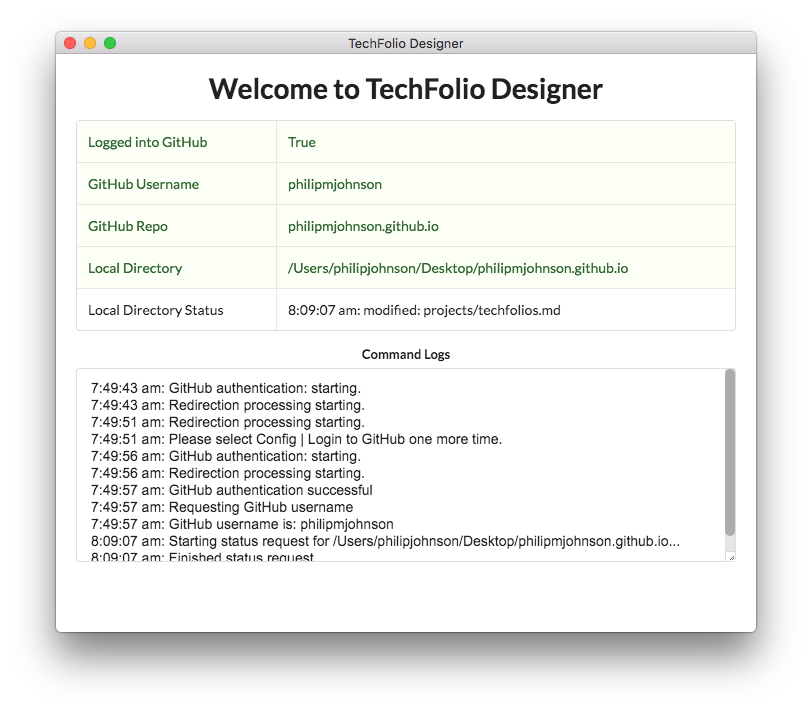 TechFolio Designer
Welcome to TechFolio Designer
Logged into GitHub True
GitHub Username philipmjohnson
GitHub Repo philipmjohnson.github.io
Local Directory /Users/philipjohnson/Desktop/philipmjohnson.github.io
Local Directory Status 8:09:07 am: modified: projects/techfolios.md
Command Logs
7:49:43 am: GitHub authentication: starting.
7:49:43 am: Redirection processing starting.
7:49:51 am: Redirection processing starting.
7:49:51 am: Please select Config | Login to GitHub one more time.
7:49:56 am: GitHub authentication: starting.
7:49:56 am: Redirection processing starting.
7:49:57 am: GitHub authentication successful
7:49:57 am: Requesting GitHub username
7:49:57 am: GitHub username is: philipmjohnson
8:09:07 am: Starting status request for /Users/philipjohnson/Desktop/philipmjohnson.github.io...
8:09:07 am: Finished status request